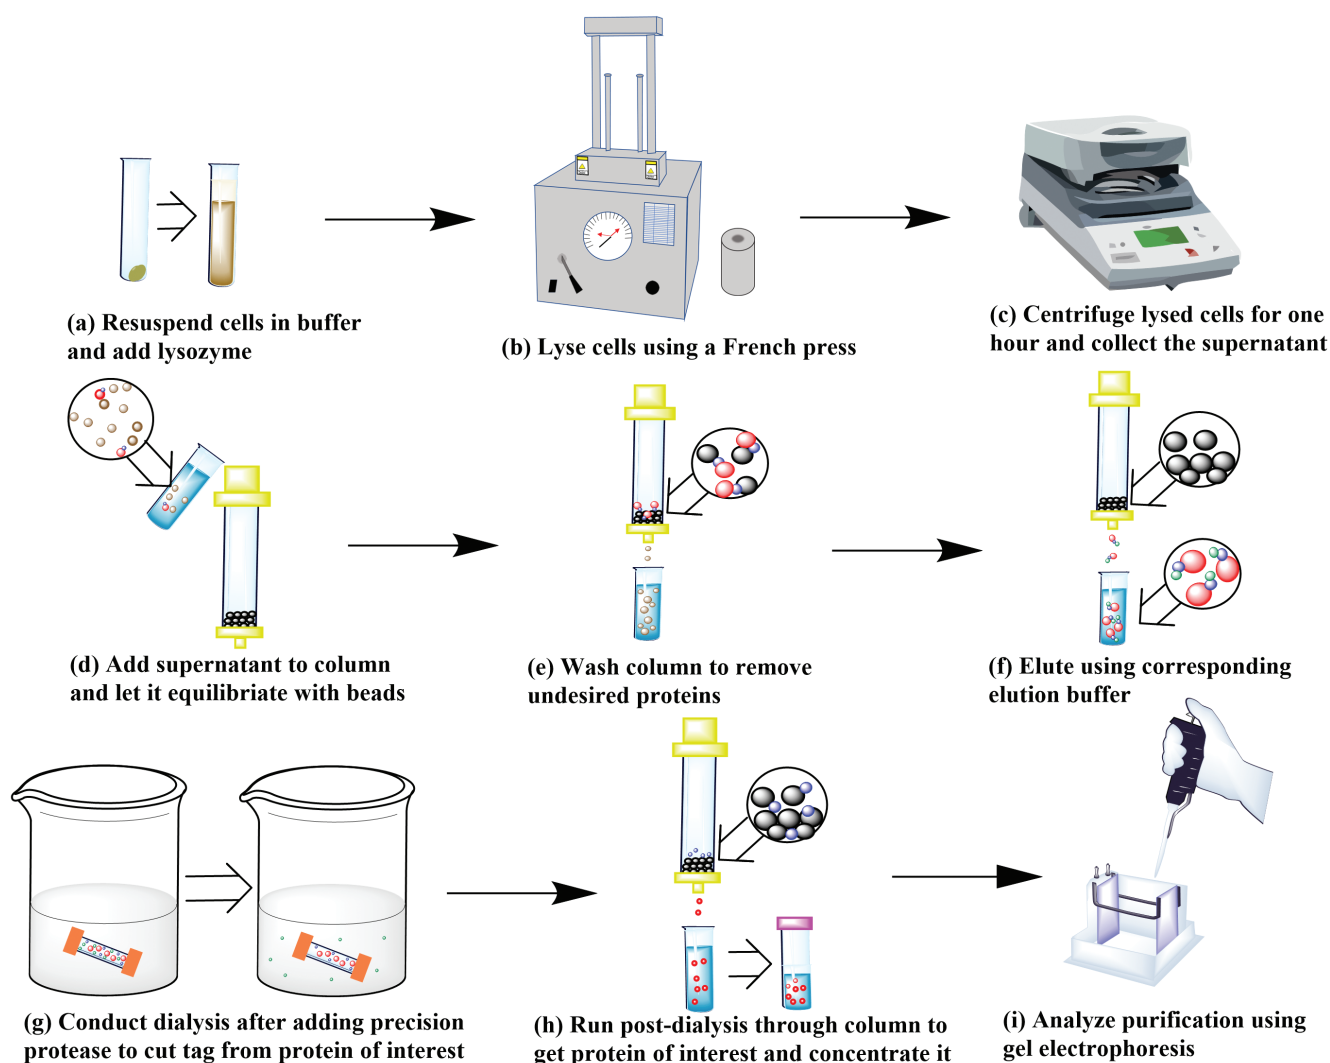 (a) Resuspend cells in buffer
and add lysozyme
(b) Lyse cells using a French press
(c) Centrifuge lysed cells for one
hour and collect the supernatant
(d) Add supernatant to column
and let it equilibriate with beads
(e) Wash column to remove
undesired proteins
(f) Elute using corresponding
elution buffer
(g) Conduct dialysis after adding precision
protease to cut tag from protein of interest
(h) Run post-dialysis through column to
get protein of interest and concentrate it
(i) Analyze purification using
gel electrophoresis